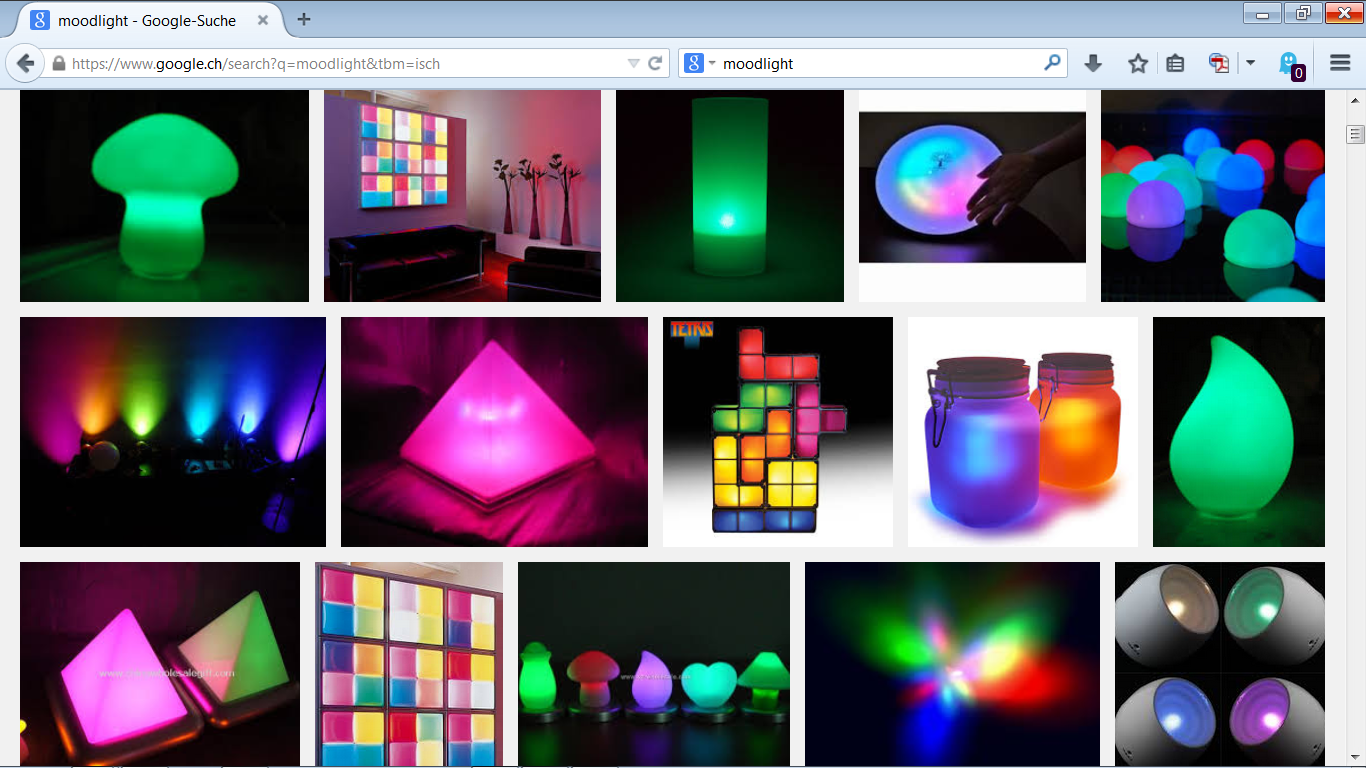 moodlight - Google-Suche
https://www.google.ch/search?q=moodlight&tbm=isch
moodlight
0
TETRIS